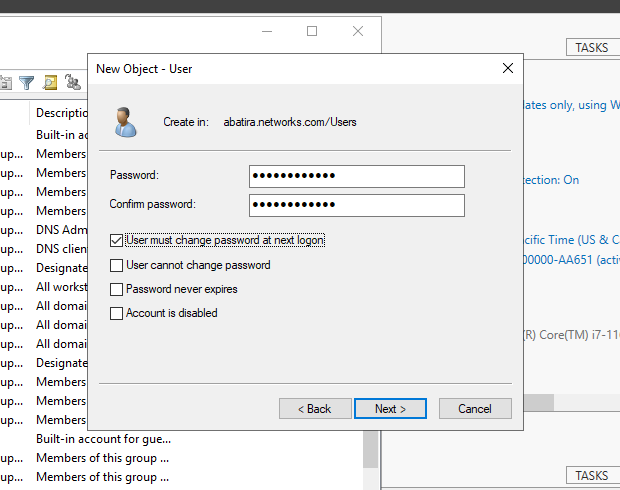 TASKS
New Object - User
Descriptio
Create in: abatira.networks.com/Users
dates only, using W
Built-in ac
up... Members
up... Members
Password:
ection: On
up... Members
Confirm password:
up... Members
up... DNS Adm
User must change password at next logon
cific Time (US & C
up... DNS client
00000-AA651 (activ
up... Designate
User cannot change password
up... All workst
Password never expires
up... All domai
Account is disabled
up... All domai
(R) Core(TM) i7-11
up... All domai
up... Designate
up... Members
up... Members
< Back Next > Cancel
up... Members
Built-in account for gue...
up... Members of this group ...
up... Members of this group ...
TASKS